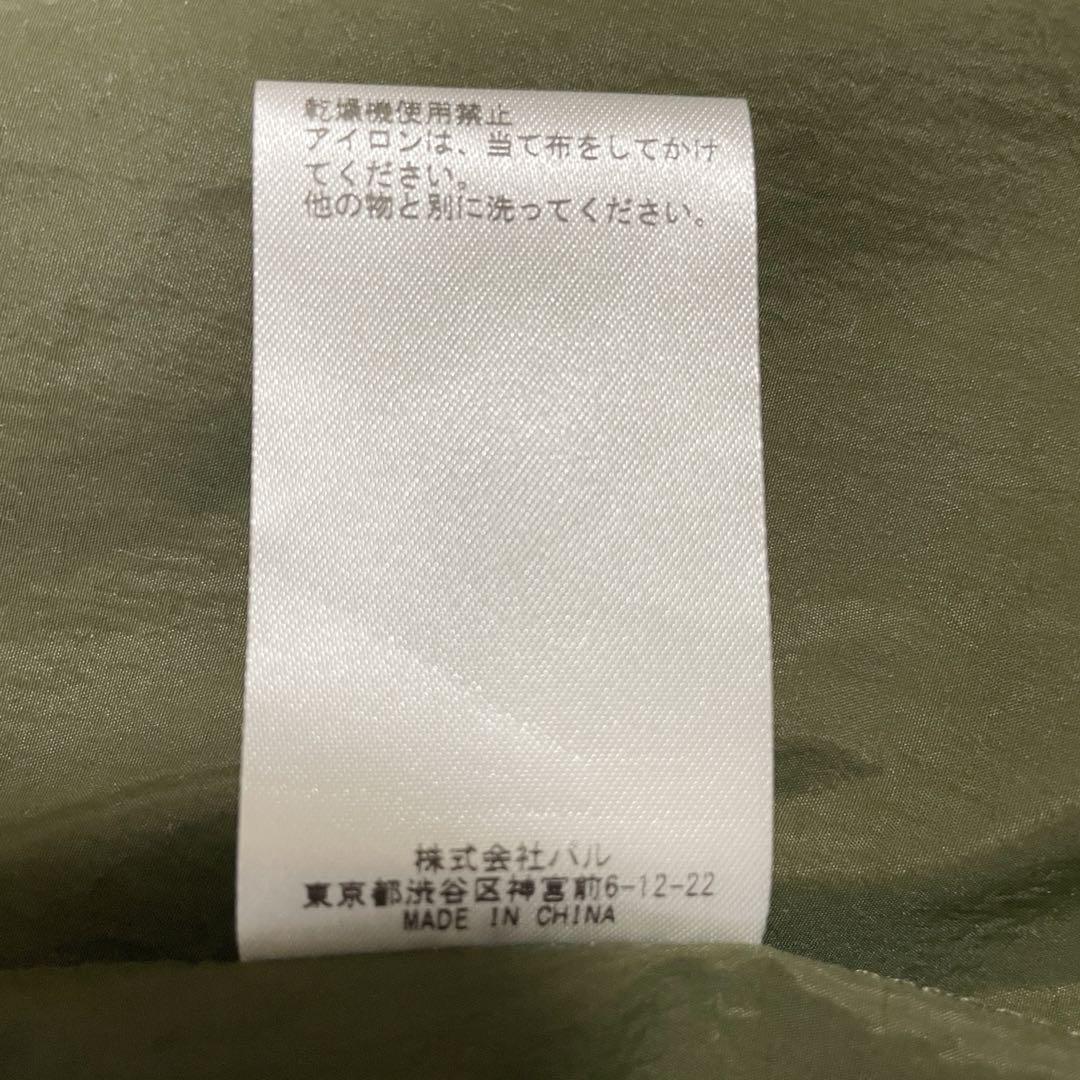 乾燥機使用禁止
アイロンは、当て布をしてかけ
てください。
他の物と別に洗ってください。
株式会社パル
東京都渋谷区神宮前6-12-22
MADE IN CHINA